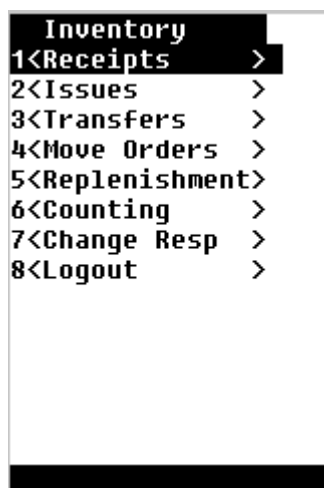 Inventory
1<Receipts     >
2<Issues       >
3<Transfers    >
4<Move Orders  >
5<Replenishment>
6<Counting     >
7<Change Resp  >
8<Logout       >